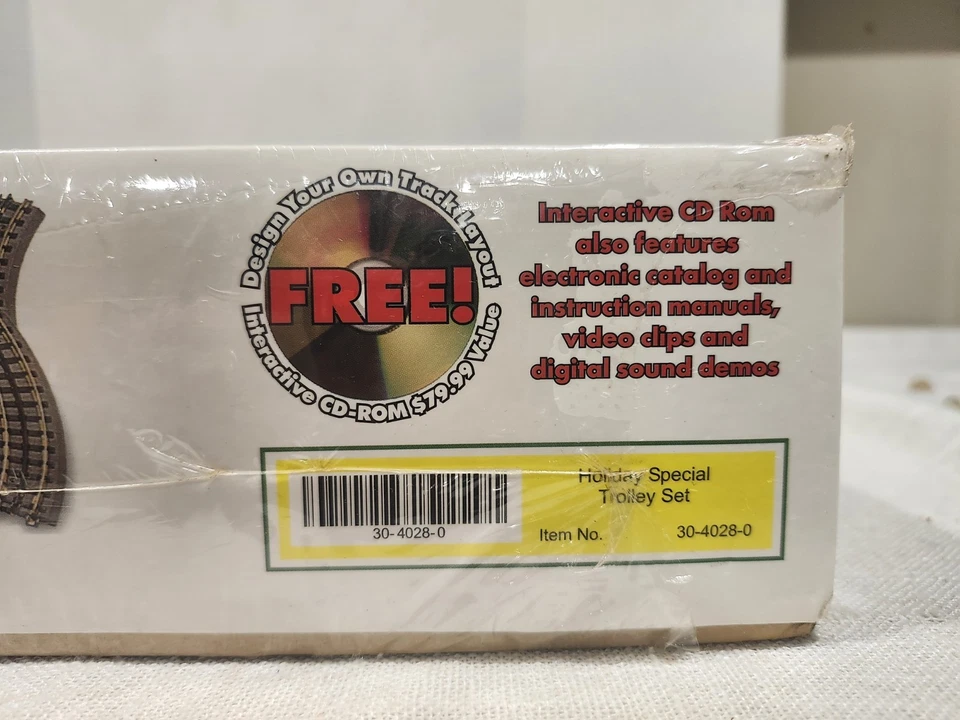 Design Your Own Track Layout
FREE!
Interactive CD-ROM $79.99 Value
Interactive CD Rom
also features
electronic catalog and
instruction manuals,
video clips and
digital sound demos
Holiday Special
Trolley Set
30-4028-0
Item No. 30-4028-0